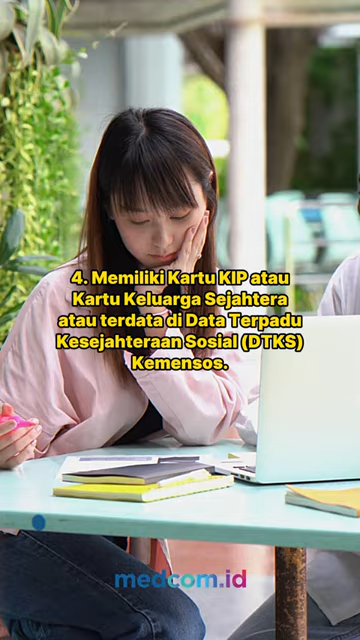 4. Memiliki Kartu KIP atau
Kartu Keluarga Sejahtera
atau terdata di Data Terpadu
Kesejahteraan Sosial (DTKS)
Kemensos.
medcom.id